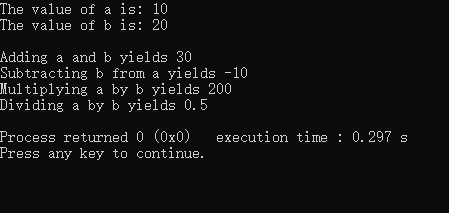 The value of a is: 10
The value of b is: 20
Adding a and b yields 30
Subtracting b from a yields -10
Multiplying a by b yields 200
Dividing a by b yields 0.5
Process returned 0 (0x0)   execution time : 0.297 s
Press any key to continue.